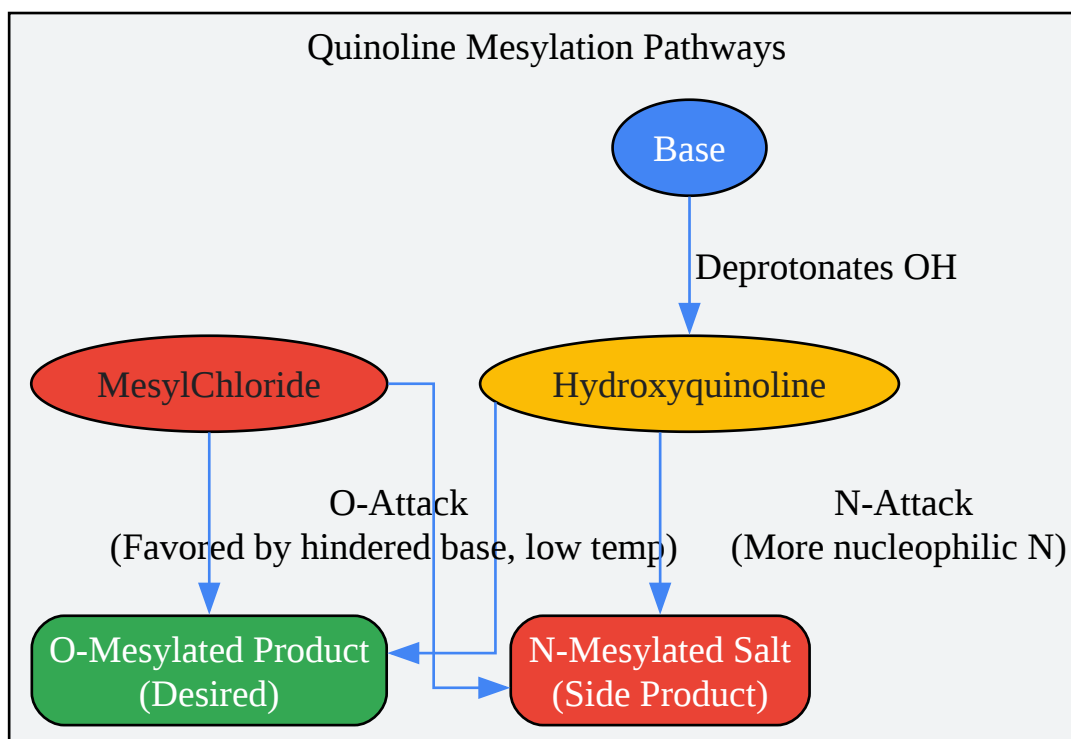 Quinoline Mesylation Pathways
Base
Deprotonates OH
MesylChloride
Hydroxyquinoline
O-Attack
(Favored by hindered base, low temp)
N-Attack
(More nucleophilic N)
O-Mesylated Product
(Desired)
N-Mesylated Salt
(Side Product)